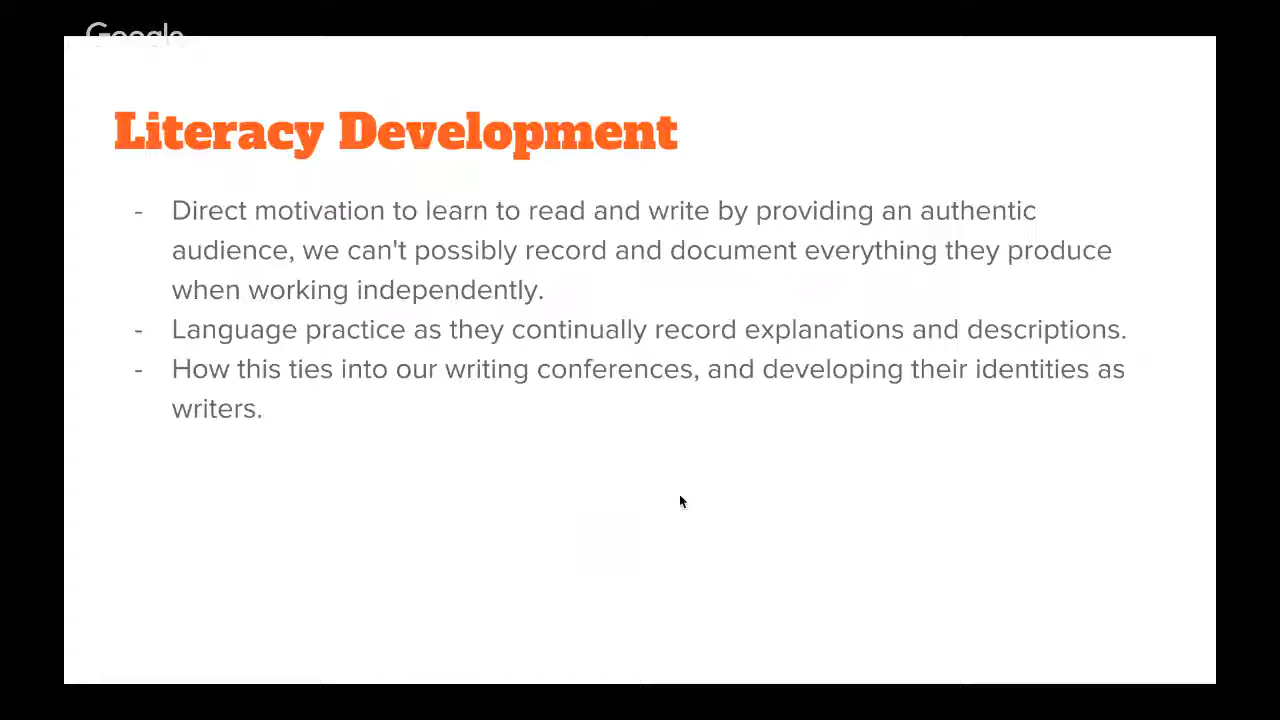 Google
Literacy Development
- Direct motivation to learn to read and write by providing an authentic
audience, we can't possibly record and document everything they produce
when working independently.
- Language practice as they continually record explanations and descriptions.
- How this ties into our writing conferences, and developing their identities as
writers.